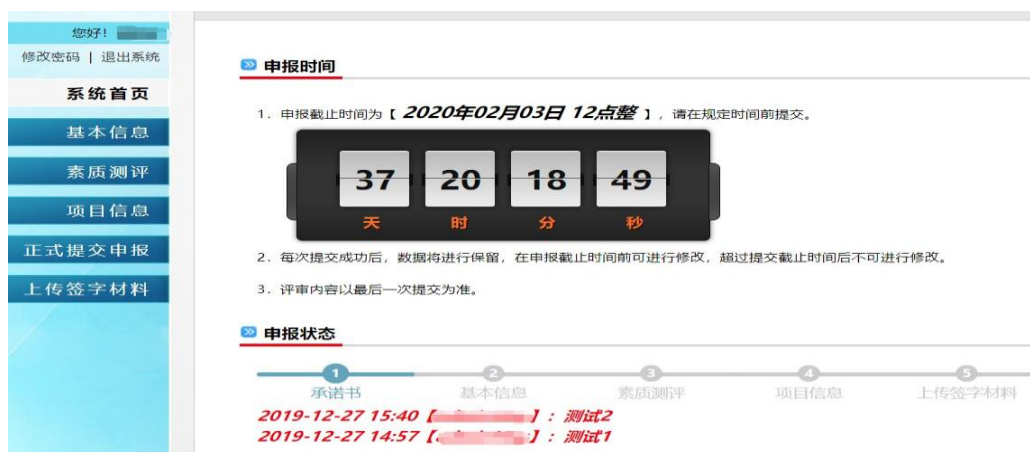 您好！
修改密码 | 退出系统
系统首页
基本信息
素质测评
项目信息
正式提交申报
上传签字材料
申报时间
1. 申报截止时间为【 2020年02月03日 12点整 】，请在规定时间前提交。
37 20 18 49
天 时 分 秒
2. 每次提交成功后，数据将进行保留，在申报截止时间前可进行修改，超过提交截止时间后不可进行修改。
3. 评审内容以最后一次提交为准。
申报状态
1 2 3 4 5
承诺书 基本信息 素质测评 项目信息 上传签字材料
2019-12-27 15:40【 】：测试2
2019-12-27 14:57【 】：测试1